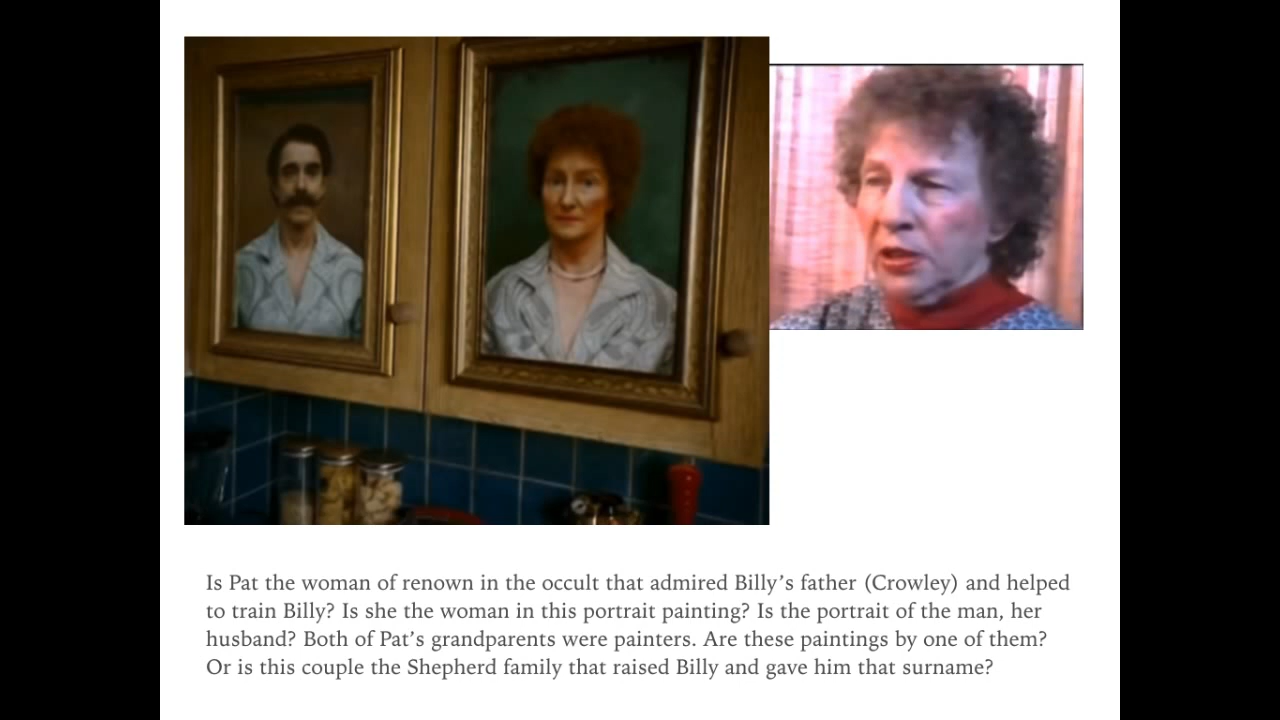 Is Pat the woman of renown in the occult that admired Billy’s father (Crowley) and helped
to train Billy? Is she the woman in this portrait painting? Is the portrait of the man, her
husband? Both of Pat’s grandparents were painters. Are these paintings by one of them?
Or is this couple the Shepherd family that raised Billy and gave him that surname?